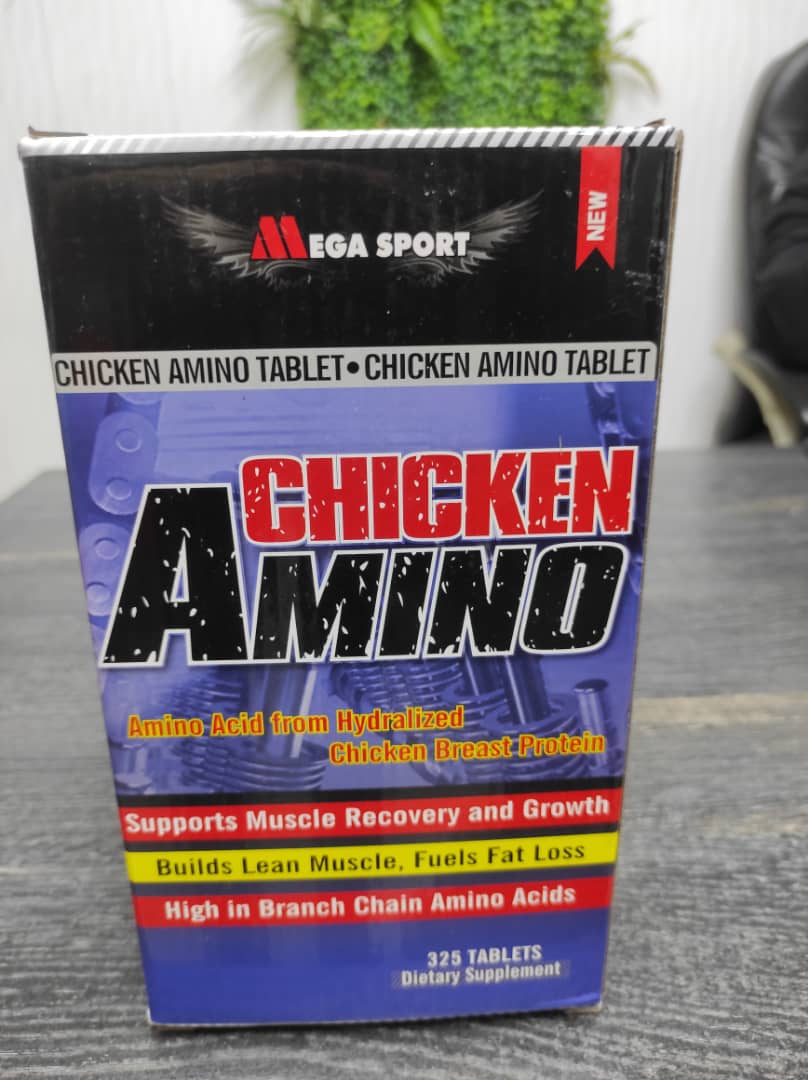 MEGA SPORT
NEW
CHICKEN AMINO TABLET • CHICKEN AMINO TABLET
CHICKEN
AMINO
Amino Acid from Hydralized
Chicken Breast Protein
Supports Muscle Recovery and Growth
Builds Lean Muscle, Fuels Fat Loss
High in Branch Chain Amino Acids
325 TABLETS
Dietary Supplement